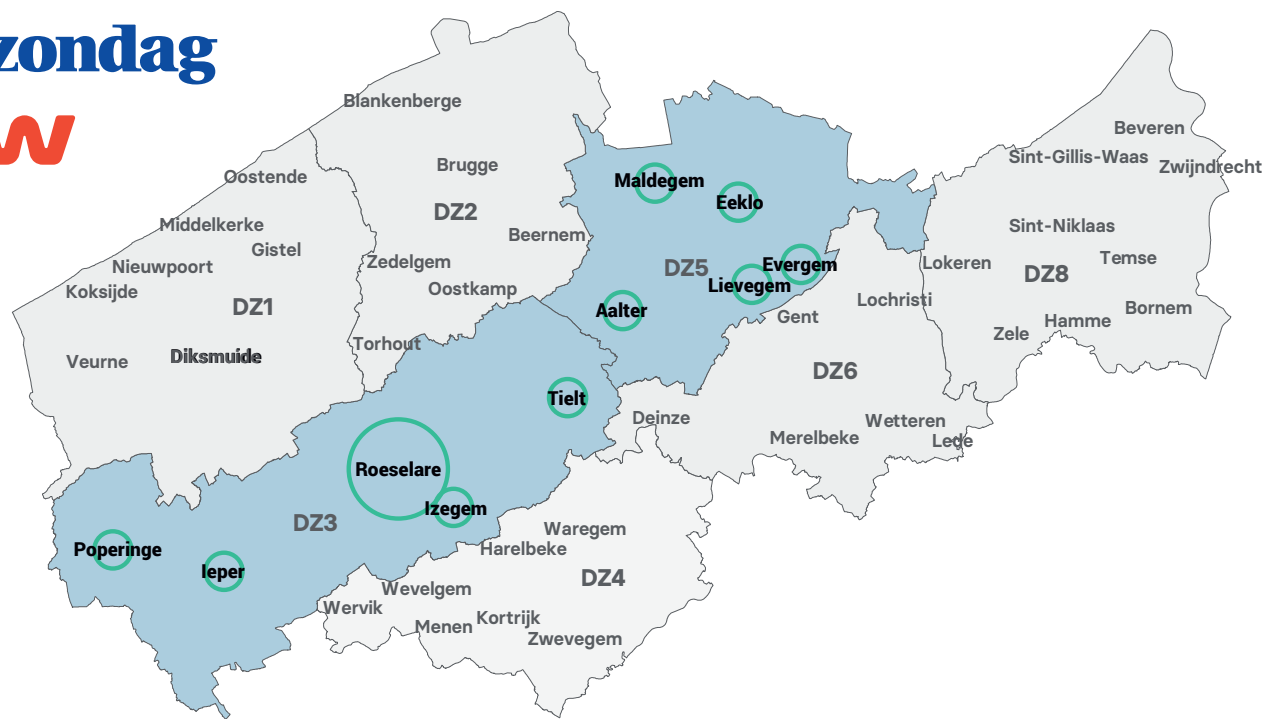 zondag
w
Blankenberge
Brugge
DZ2
Beernem
Zedelgem
Oostkamp
Torhout
Oostende
Middelkerke
Gistel
Nieuwpoort
Koksijde
DZ1
Veurne
Diksmuide
Maldegem
Eeklo
DZ5
Evergem
Lievegem
Aalter
Beveren
Sint-Gillis-Waas
Zwijndrecht
Sint-Niklaas
Lokeren
DZ8
Temse
Bornem
Hamme
Zele
Lochristi
Gent
DZ6
Deinze
Merelbeke
Wetteren
Lede
Tielt
Roeselare
Izegem
DZ3
Poperinge
Ieper
Waregem
Harelbeke
DZ4
Wevelgem
Wervik
Menen
Kortrijk
Zwevegem